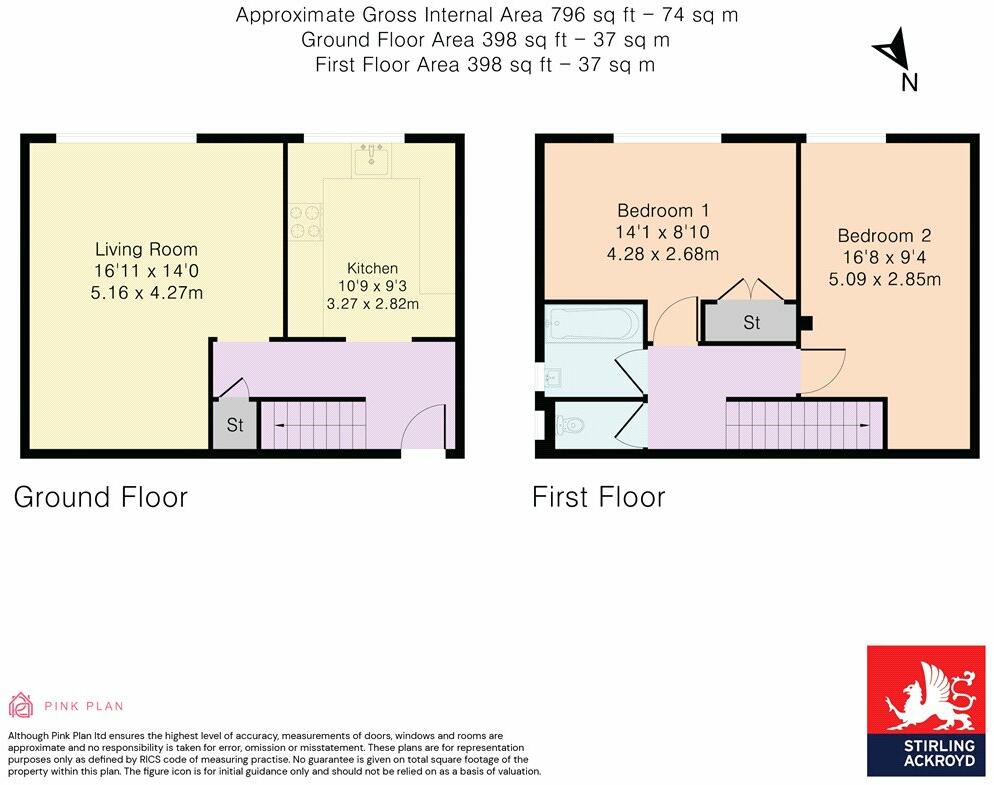 Approximate Gross Internal Area 796 sq ft – 74 sq m
Ground Floor Area 398 sq ft – 37 sq m
First Floor Area 398 sq ft – 37 sq m
N
Living Room
16'11 x 14'0
5.16 x 4.27m
Kitchen
10'9 x 9'3
3.27 x 2.82m
St
Ground Floor
Bedroom 1
14'1 x 8'10
4.28 x 2.68m
Bedroom 2
16'8 x 9'4
5.09 x 2.85m
St
First Floor
PINK PLAN
Although Pink Plan ltd ensures the highest level of accuracy, measurements of doors, windows and rooms are
approximate and no responsibility is taken for error, omission or misstatement. These plans are for representation
purposes only as defined by RICS code of measuring practise. No guarantee is given on total square footage of the
property within this plan. The figure icon is for initial guidance only and should not be relied on as a basis of valuation.
STIRLING
ACKROYD